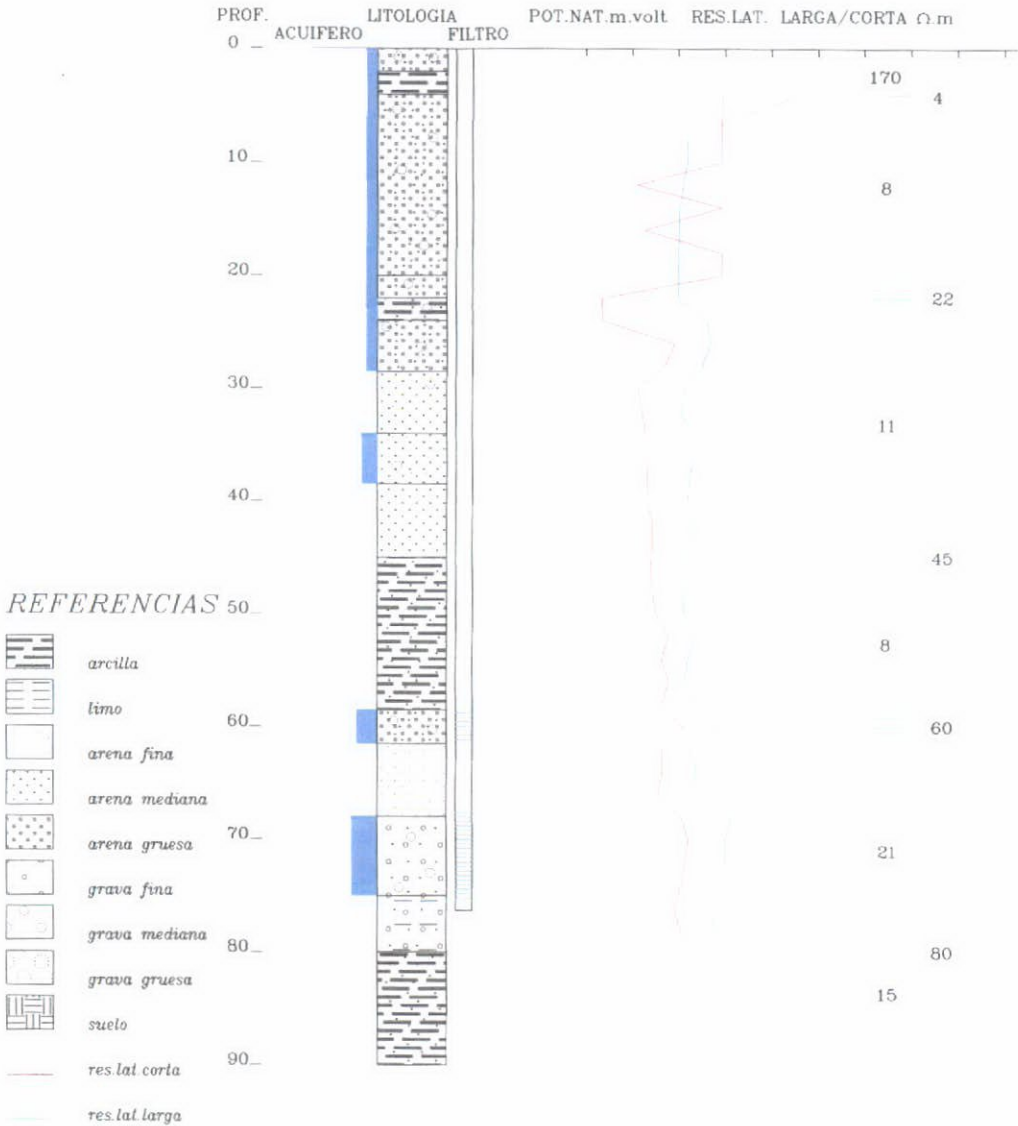 PROF. LITOLOGIA POT.NAT.m.volt RES.LAT. LARGA/CORTA Ω.m
ACUIFERO FILTRO
0
170
4
10
8
20
22
30
11
40
45
50
8
60
60
70
21
80
80
15
90
REFERENCIAS
arcilla
limo
arena fina
arena mediana
arena gruesa
grava fina
grava mediana
grava gruesa
suelo
res.lat corta
res.lat.larga